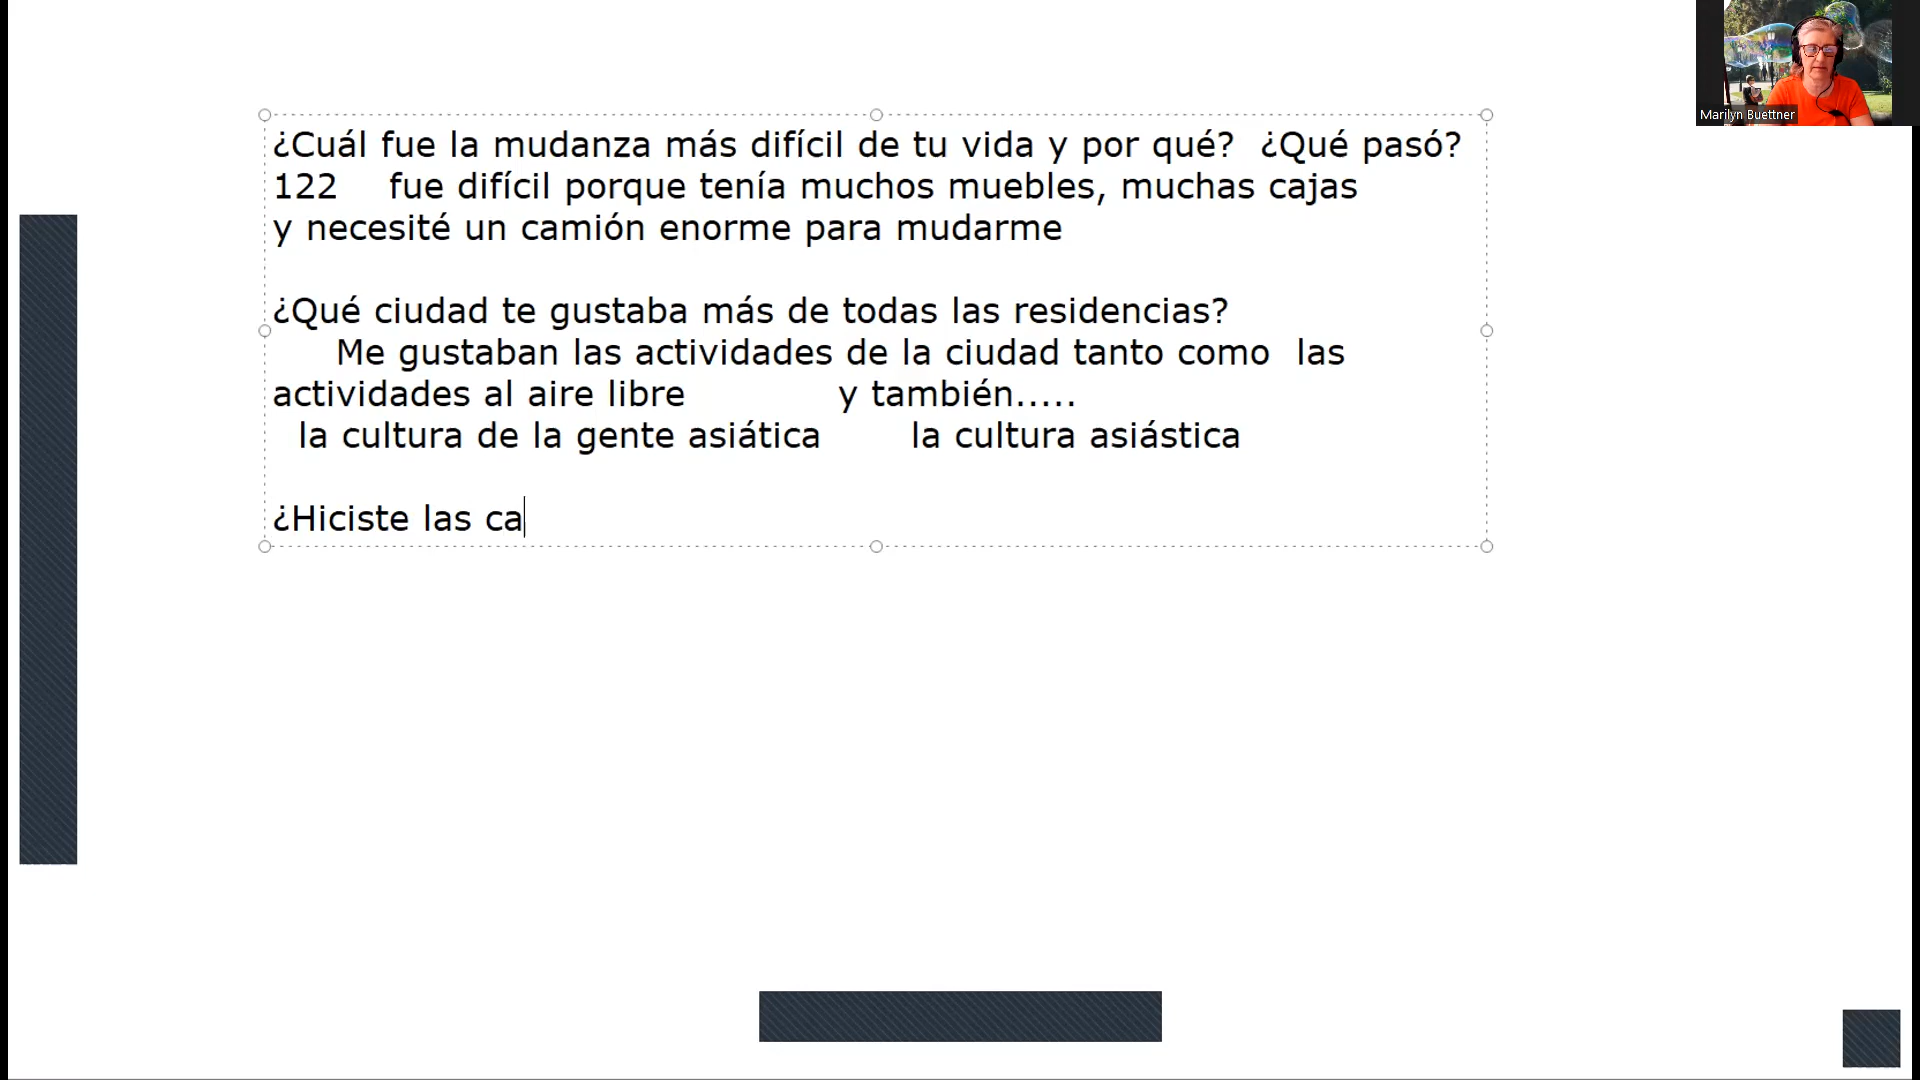 ¿Cuál fue la mudanza más difícil de tu vida y por qué? ¿Qué pasó?
122 fue difícil porque tenía muchos muebles, muchas cajas
y necesité un camión enorme para mudarme
¿Qué ciudad te gustaba más de todas las residencias?
Me gustaban las actividades de la ciudad tanto como las
actividades al aire libre y también.....
la cultura de la gente asiática la cultura asiástica
¿Hiciste las ca
Marilyn Buettner